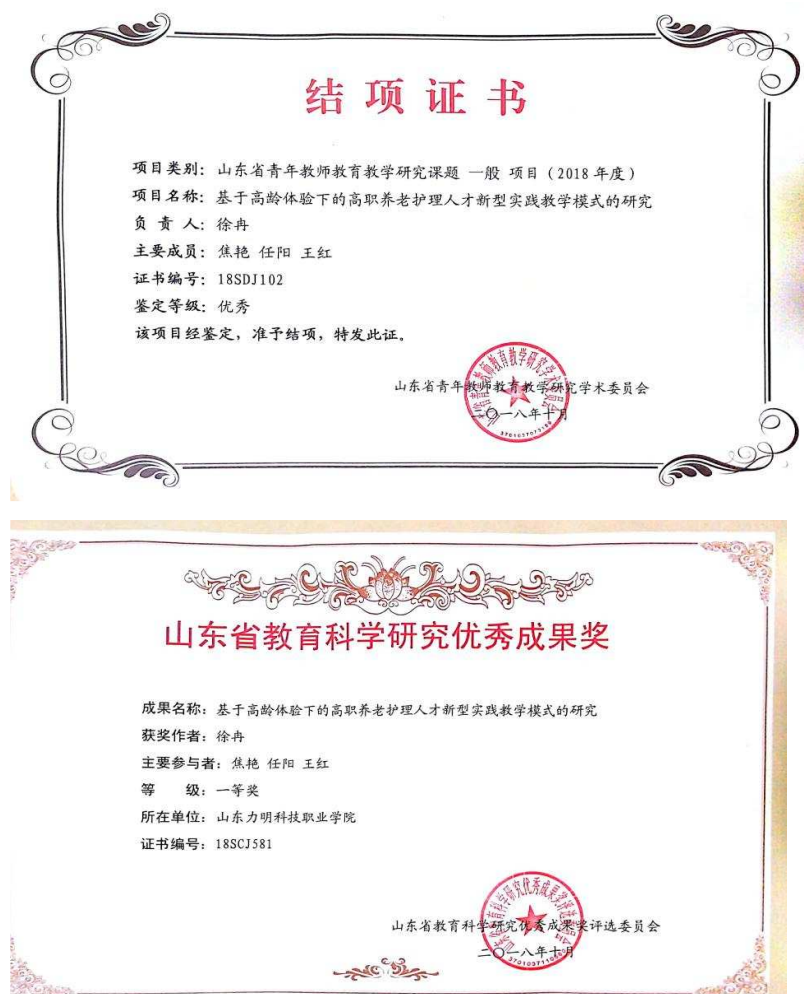 结项证书
项目类别：山东省青年教师教育教学研究课题 一般 项目（2018 年度）
项目名称：基于高龄体验下的高职养老护理人才新型实践教学模式的研究
负 责 人：徐冉
主要成员：焦艳 任阳 王红
证书编号：18SDJ102
鉴定等级：优秀
该项目经鉴定，准予结项，特发此证。
山东省青年教师教育教学研究学术委员会
二〇一八年十月
山东省教育科学研究优秀成果奖
成果名称：基于高龄体验下的高职养老护理人才新型实践教学模式的研究
获奖作者：徐冉
主要参与者：焦艳 任阳 王红
等 级：一等奖
所在单位：山东力明科技职业学院
证书编号：18SCJ581
山东省教育科学研究优秀成果奖评选委员会
二〇一八年十月